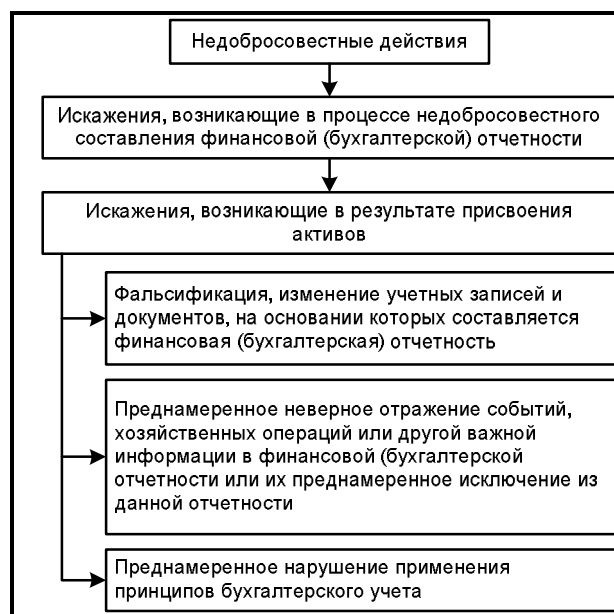 Недобросовестные действия
Искажения, возникающие в процессе недобросовестного
составления финансовой (бухгалтерской) отчетности
Искажения, возникающие в результате присвоения
активов
Фальсификация, изменение учетных записей и
документов, на основании которых составляется
финансовая (бухгалтерская) отчетность
Преднамеренное неверное отражение событий,
хозяйственных операций или другой важной
информации в финансовой (бухгалтерской
отчетности или их преднамеренное исключение из
данной отчетности
Преднамеренное нарушение применения
принципов бухгалтерского учета